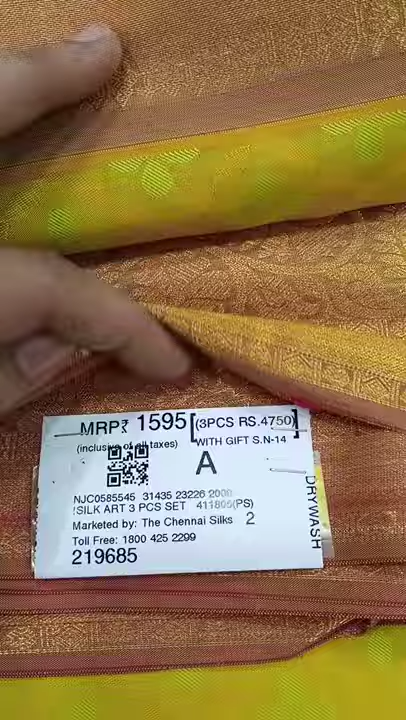 MRP₹ 1595 [(3PCS RS.4750)]
(inclusive of all taxes) WITH GIFT S.N-14
A
NJC0585545 31435 23226 2000
!SILK ART 3 PCS SET 411805(PS)
Marketed by: The Chennai Silks 2
Toll Free: 1800 425 2299
219685
DRYWASH